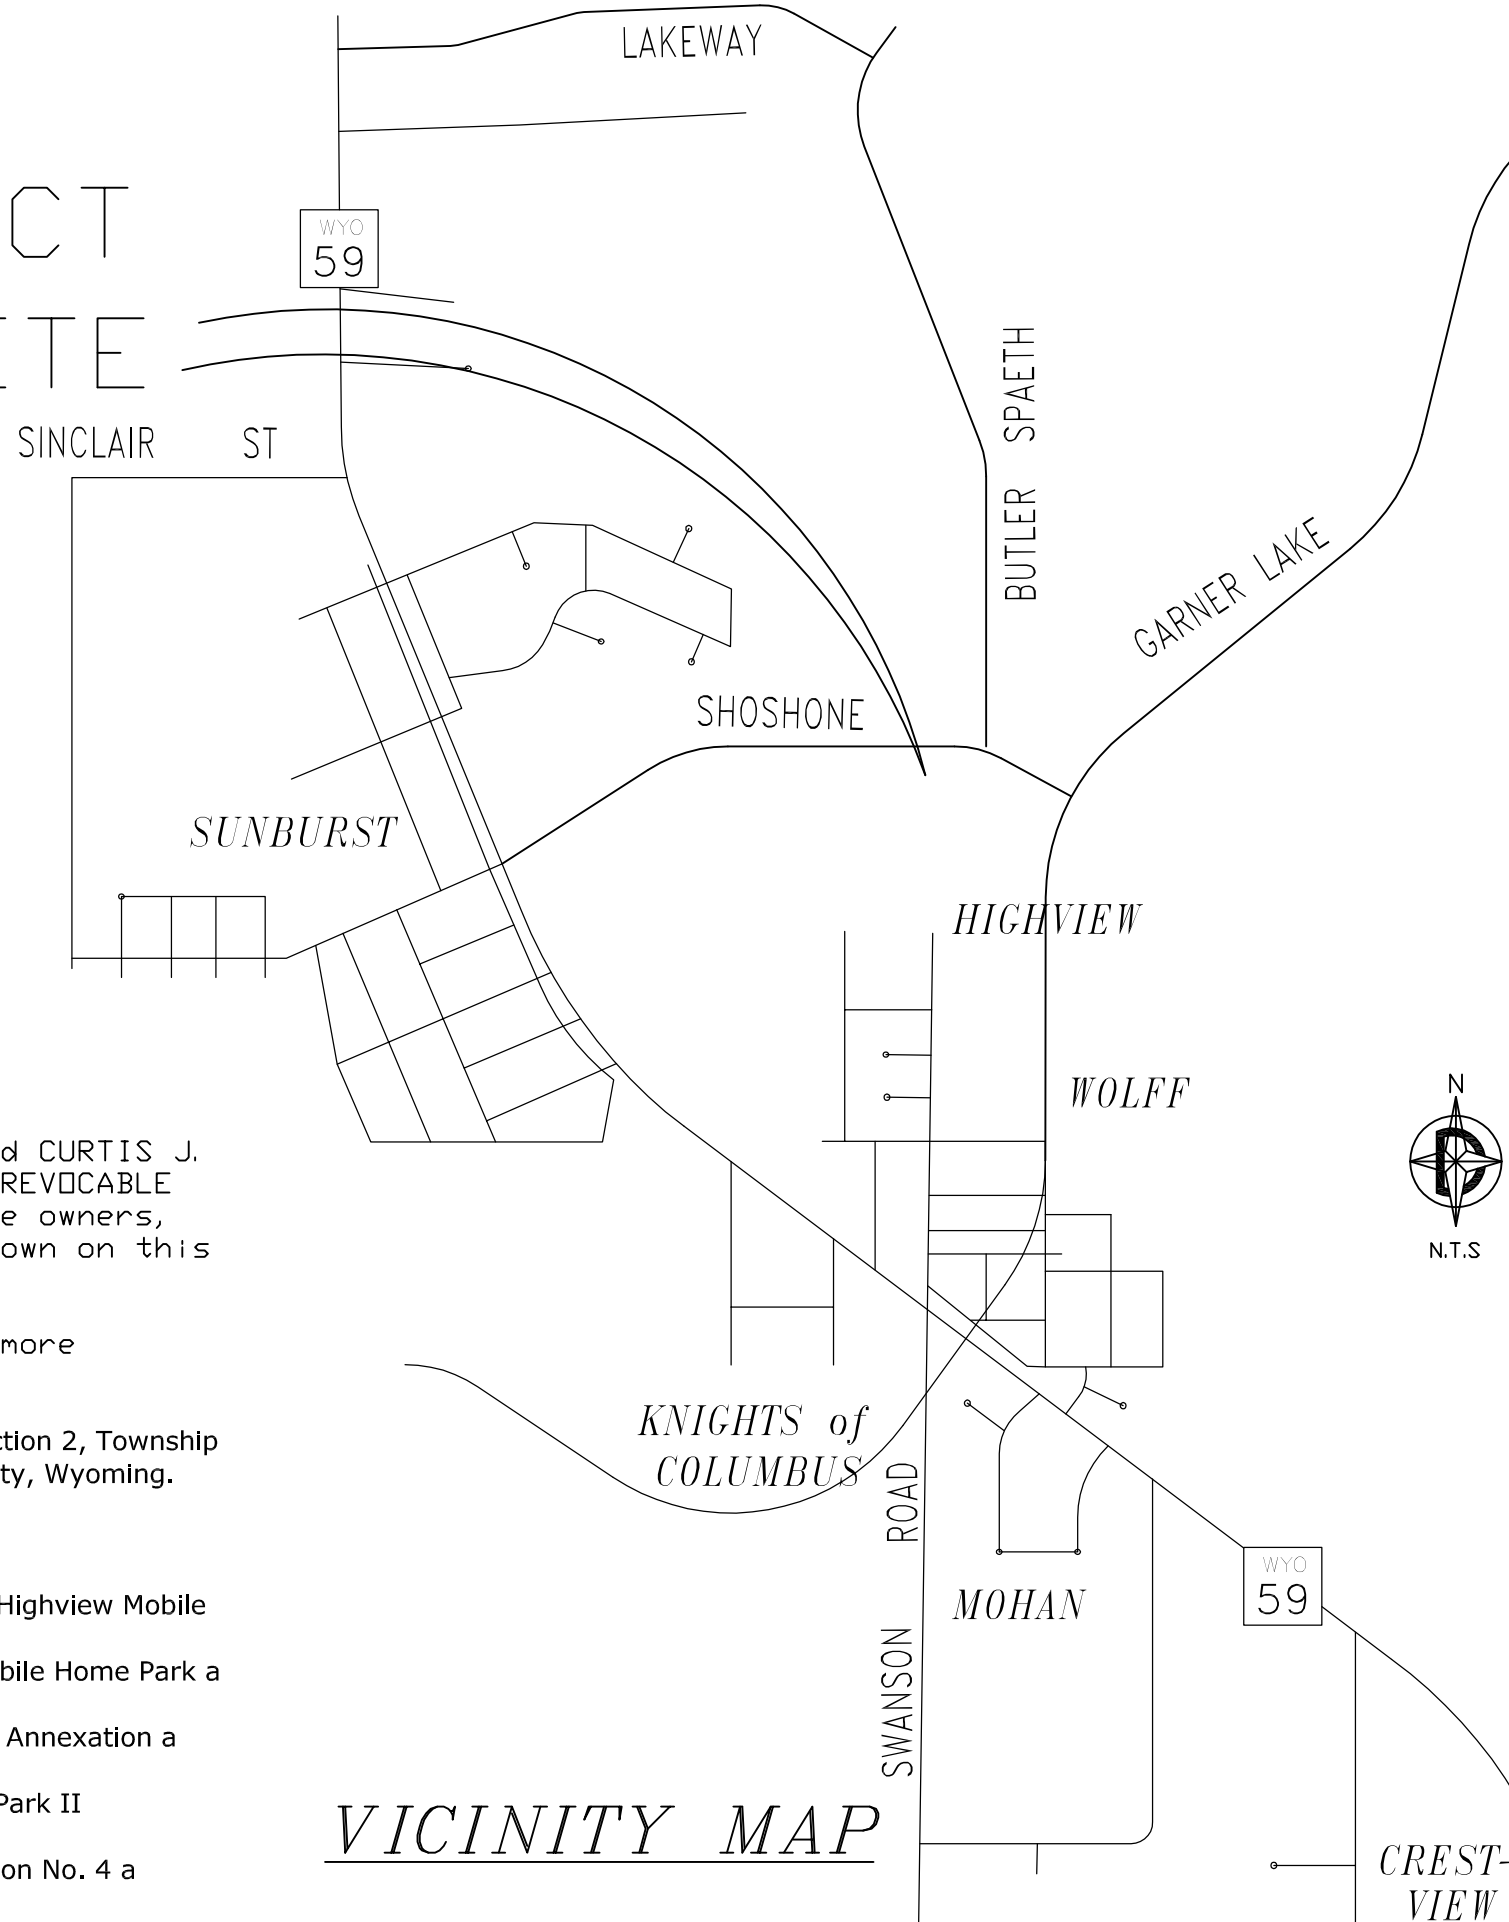 LAKEWAY
CT
WYO
59
TE
SINCLAIR ST
BUTLER SPAETH
GARNER LAKE
SHOSHONE
SUNBURST
HIGHVIEW
WOLFF
N
N.T.S
d CURTIS J.
REVOCABLE
e owners,
own on this
more
KNIGHTS of
COLUMBUS
ction 2, Township
ty, Wyoming.
SWANSON ROAD
WYO
59
MOHAN
Highview Mobile
bile Home Park a
Annexation a
Park II
on No. 4 a
VICINITY MAP
CREST-
VIEW